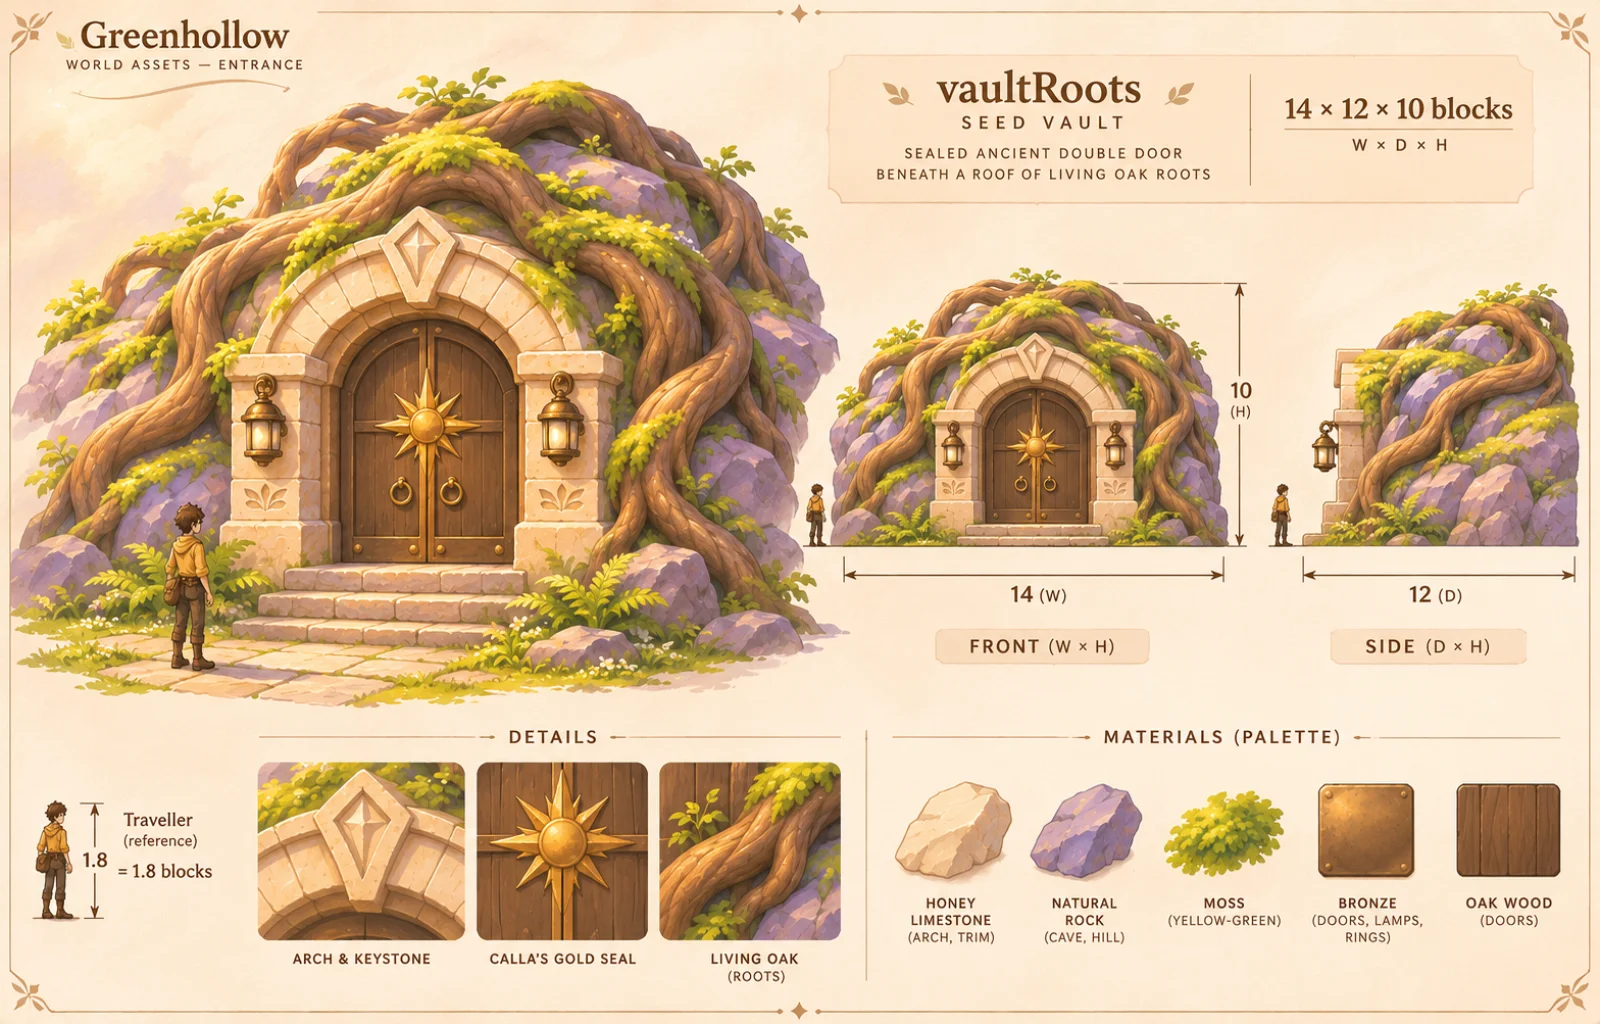 Greenhollow
WORLD ASSETS — ENTRANCE
vaultRoots
SEED VAULT
SEALED ANCIENT DOUBLE DOOR
BENEATH A ROOF OF LIVING OAK ROOTS
14 × 12 × 10 blocks
W × D × H
10
(H)
14 (W)
12 (D)
FRONT (W × H)
SIDE (D × H)
DETAILS
MATERIALS (PALETTE)
Traveller
(reference)
1.8
= 1.8 blocks
ARCH & KEYSTONE
CALLA'S GOLD SEAL
LIVING OAK
(ROOTS)
HONEY
LIMESTONE
(ARCH, TRIM)
NATURAL
ROCK
(CAVE, HILL)
MOSS
(YELLOW-GREEN)
BRONZE
(DOORS, LAMPS,
RINGS)
OAK WOOD
(DOORS)